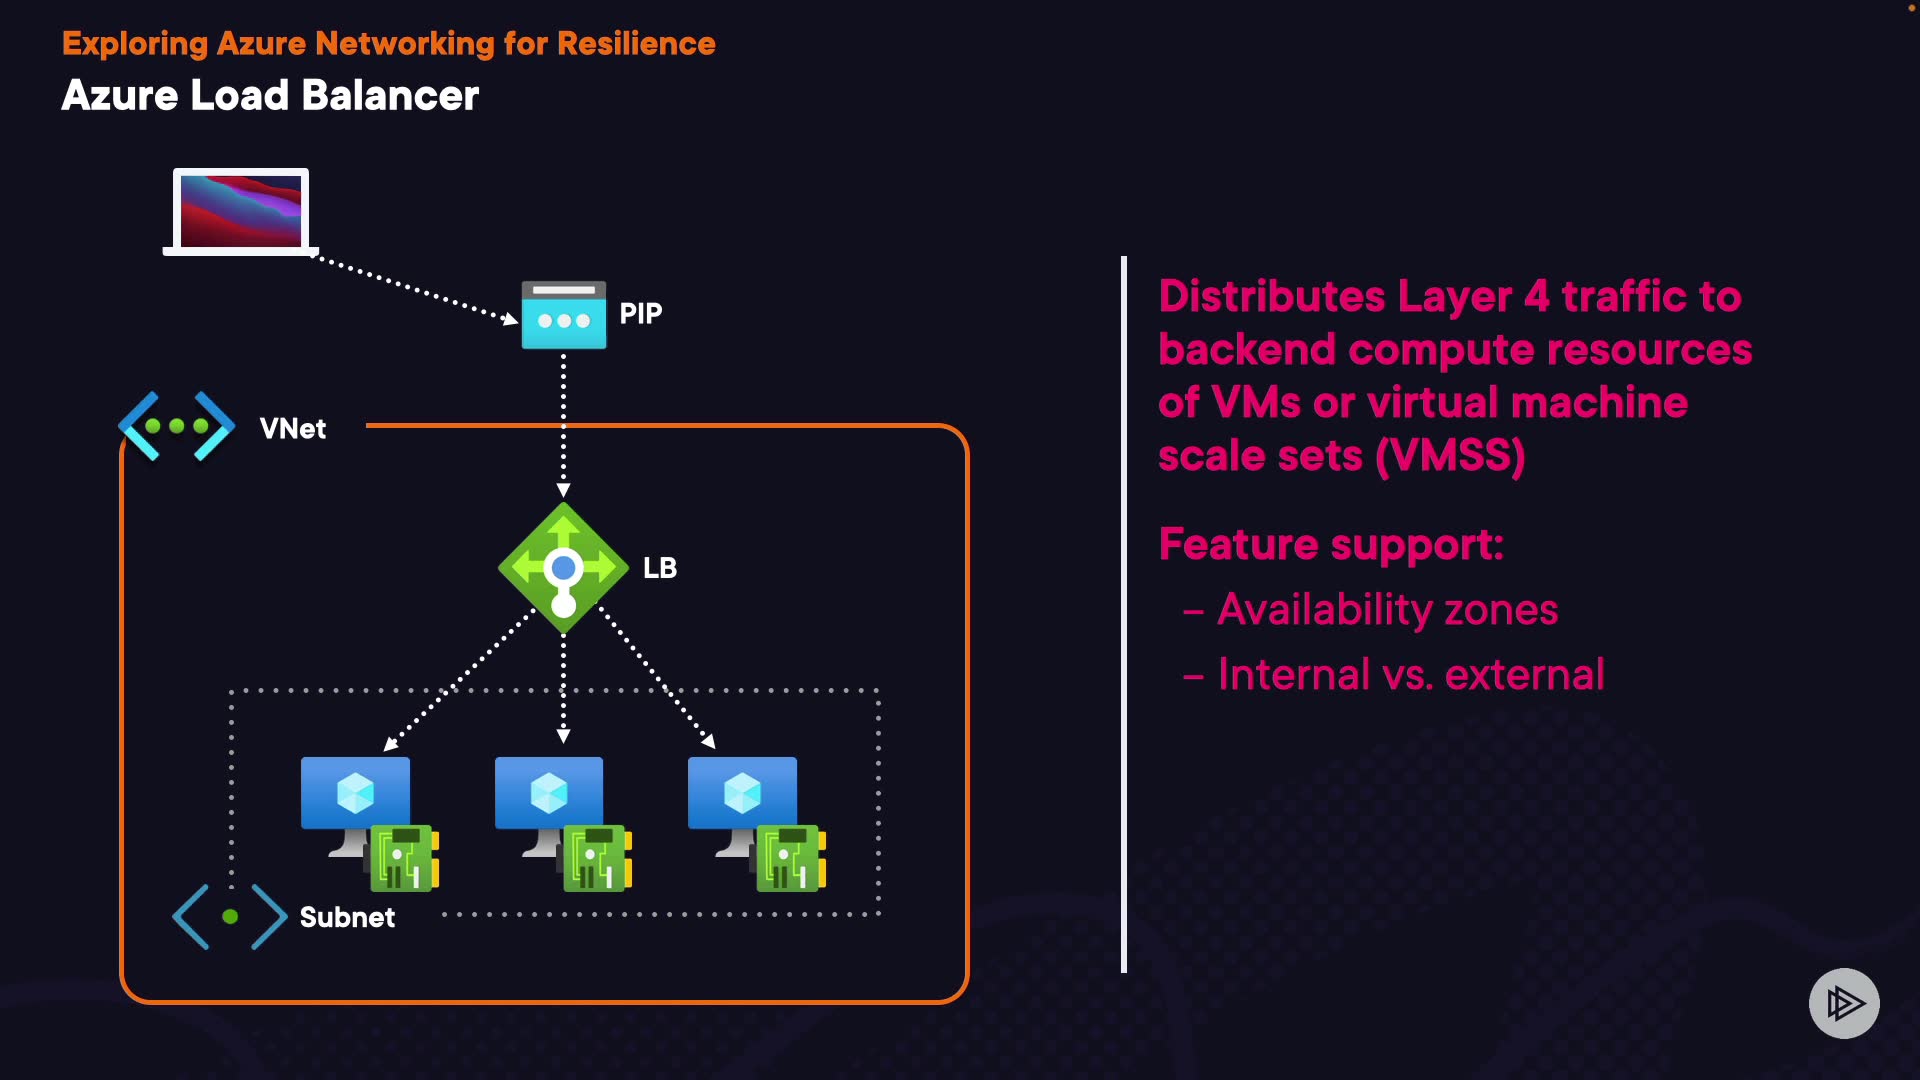 Exploring Azure Networking for Resilience
Azure Load Balancer
PIP
VNet
LB
Subnet
Distributes Layer 4 traffic to
backend compute resources
of VMs or virtual machine
scale sets (VMSS)
Feature support:
– Availability zones
– Internal vs. external